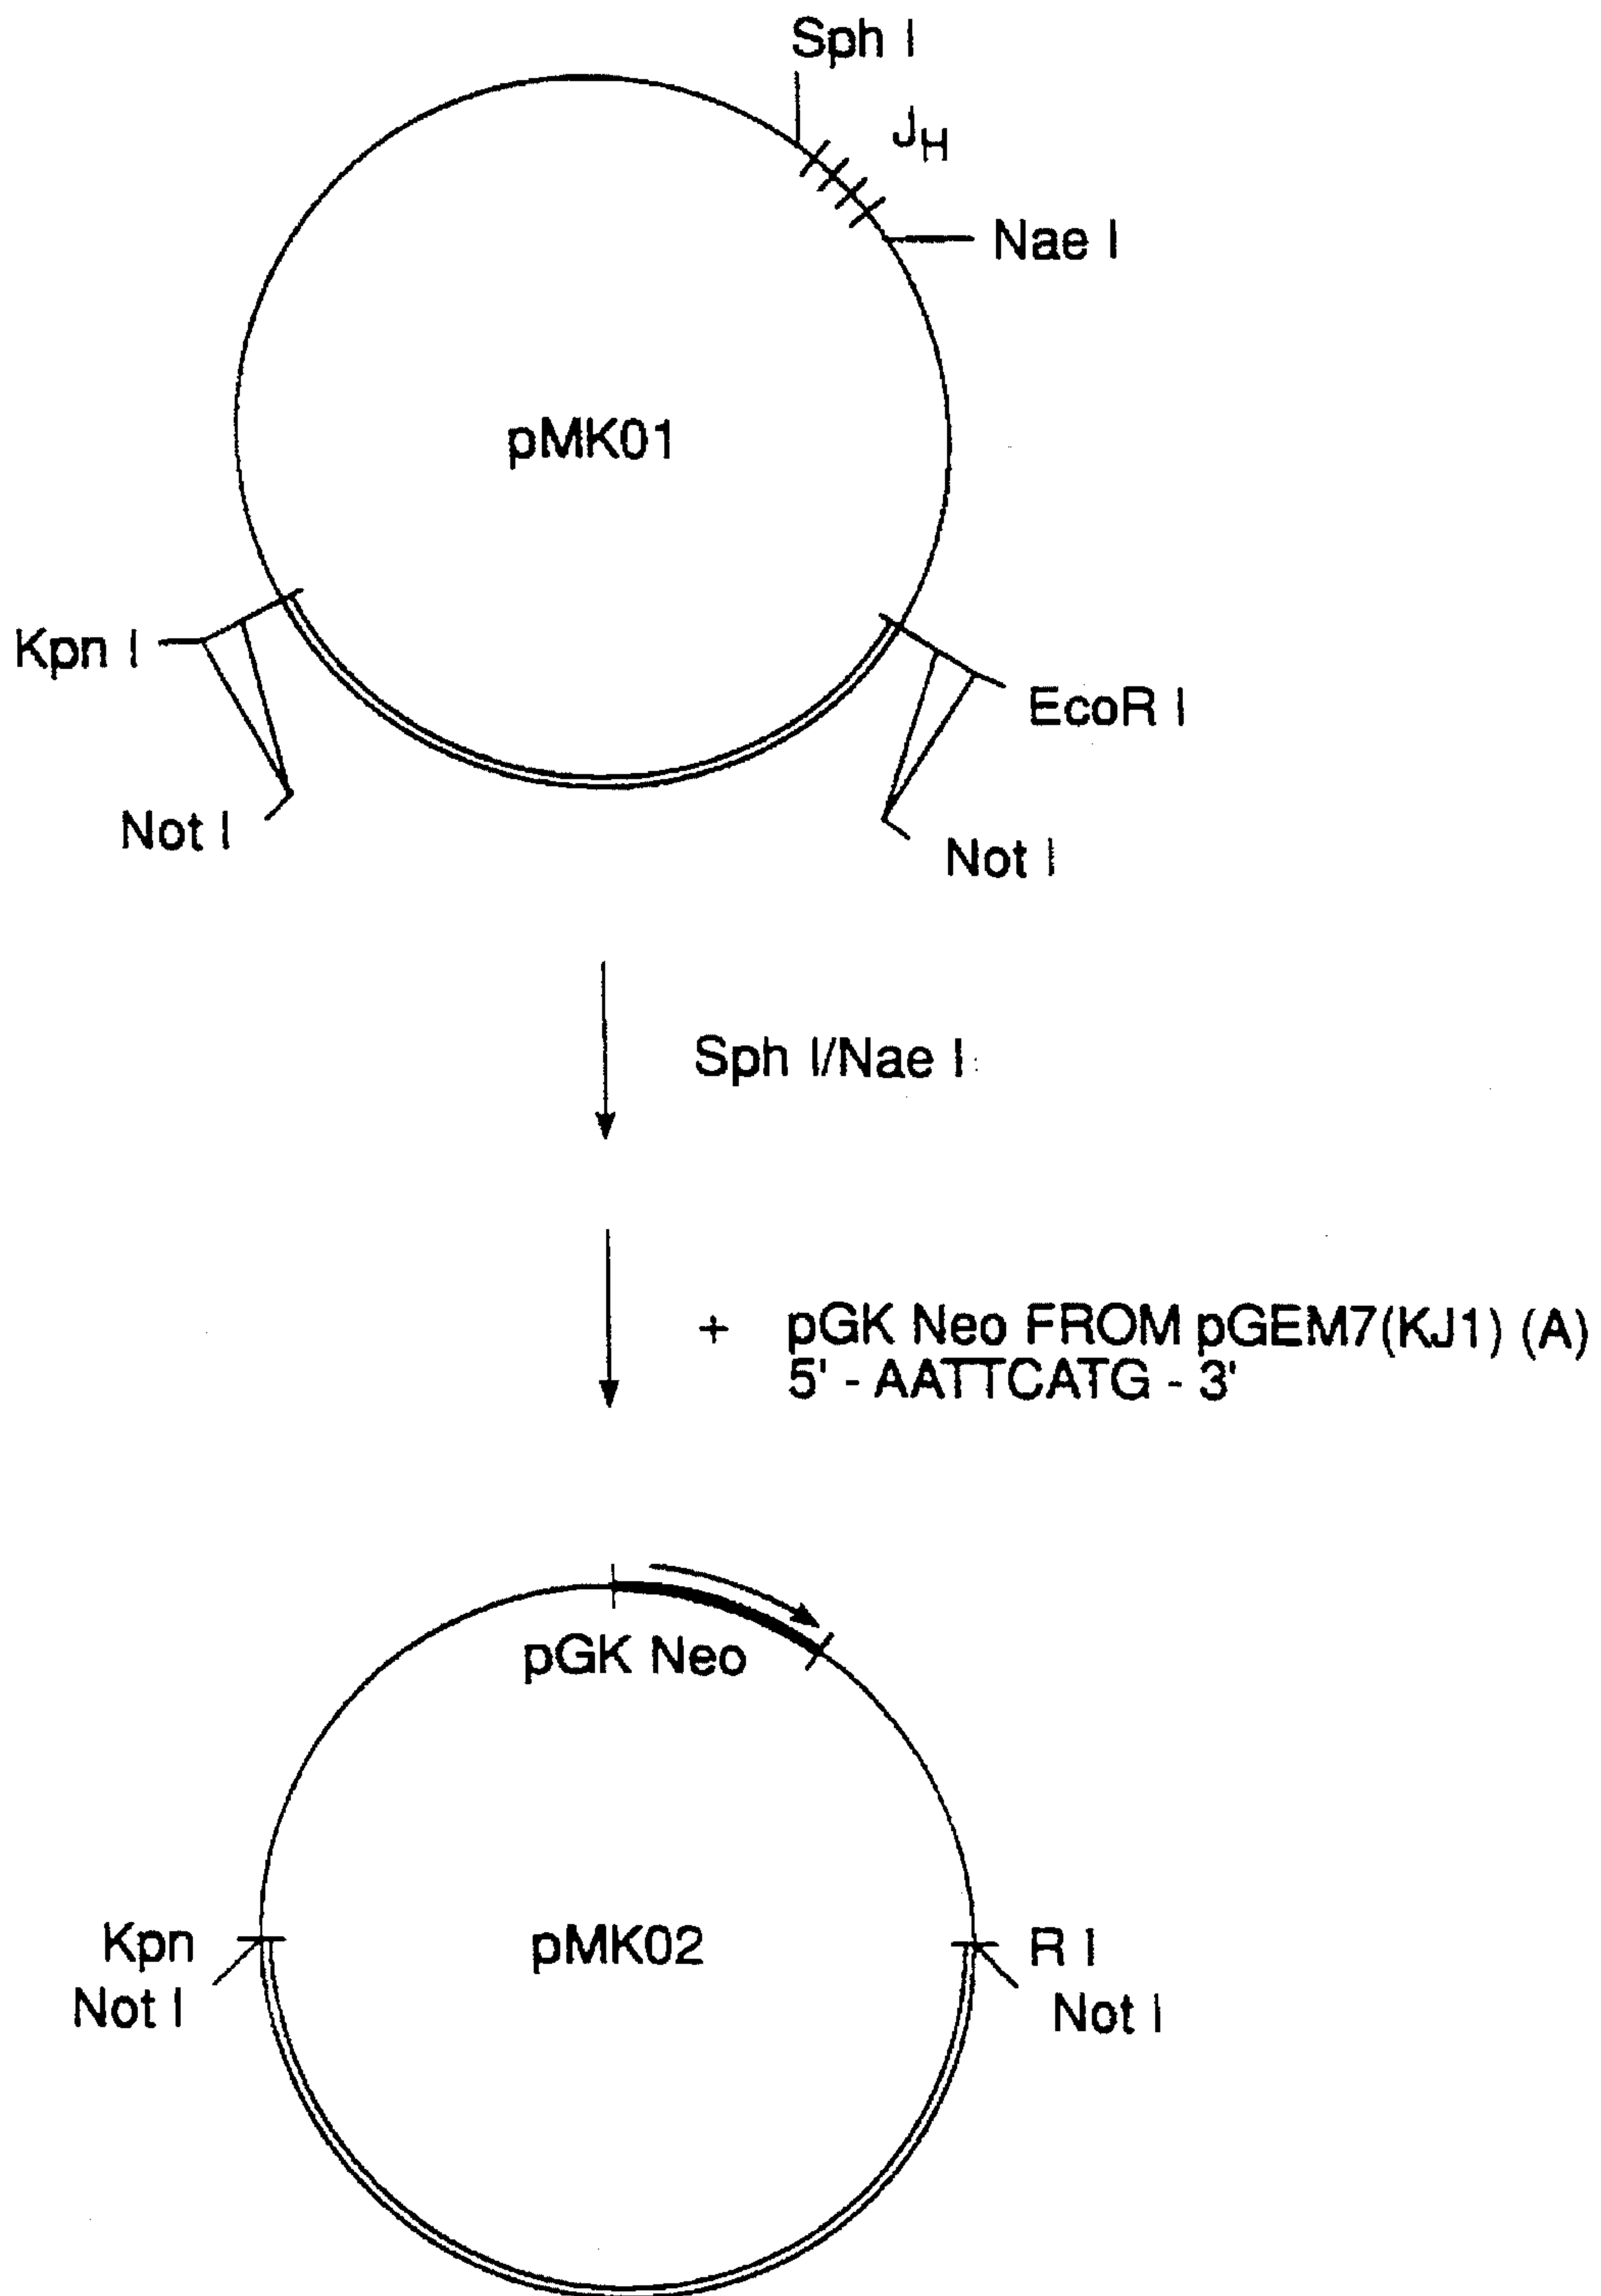 Sph I
JH
Nae I
pMK01
Kpn I
EcoR I
Not I
Not I
Sph I/Nae I
+ pGK Neo FROM pGEM7(KJ1) (A)
5' - AATTCATG - 3'
pGK Neo
Kpn
pMK02
R I
Not I
Not I